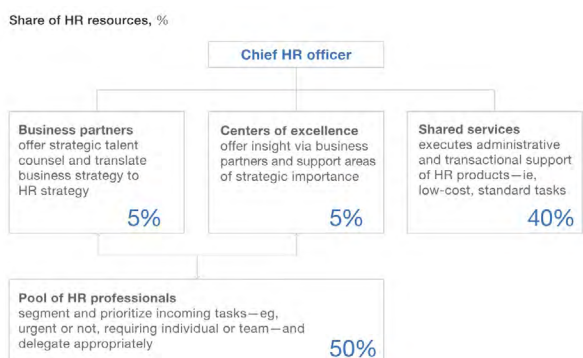 Share of HR resources, %
Chief HR officer
Business partners
offer strategic talent
counsel and translate
business strategy to
HR strategy
5%
Centers of excellence
offer insight via business
partners and support areas
of strategic importance
5%
Shared services
executes administrative
and transactional support
of HR products—ie,
low-cost, standard tasks
40%
Pool of HR professionals
segment and prioritize incoming tasks—eg,
urgent or not, requiring individual or team—and
delegate appropriately
50%